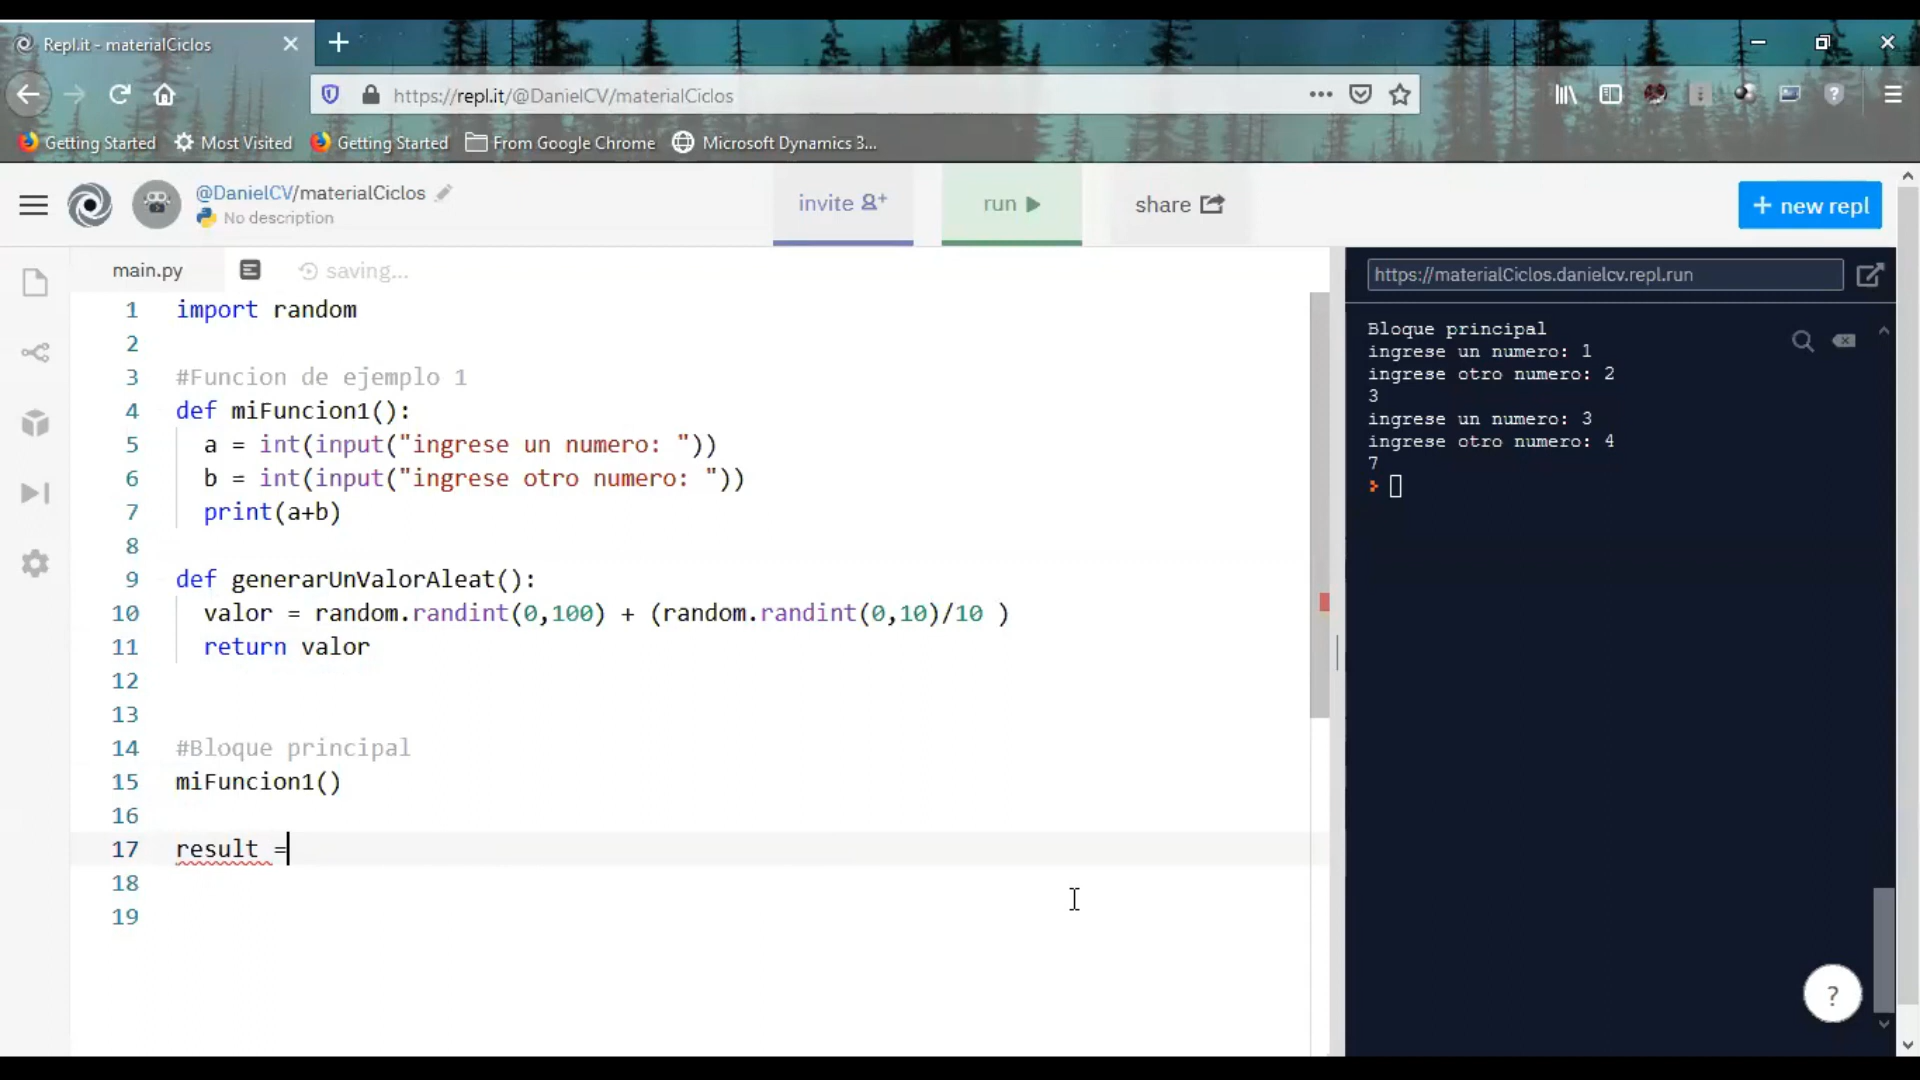 Repl.it - materialCiclos
https://repl.it/@DanielCV/materialCiclos
Getting Started
Most Visited
Getting Started
From Google Chrome
Microsoft Dynamics 3...
@DanielCV/materialCiclos
No description
invite
run
share
+ new repl
main.py
saving...
https://materialCiclos.danielcv.repl.run
1 import random
2
3 #Funcion de ejemplo 1
4 def miFuncion1():
5 a = int(input("ingrese un numero: "))
6 b = int(input("ingrese otro numero: "))
7 print(a+b)
8
9 def generarUnValorAleat():
10 valor = random.randint(0,100) + (random.randint(0,10)/10 )
11 return valor
12
13
14 #Bloque principal
15 miFuncion1()
16
17 result =
18
19
Bloque principal
ingrese un numero: 1
ingrese otro numero: 2
3
ingrese un numero: 3
ingrese otro numero: 4
7
?